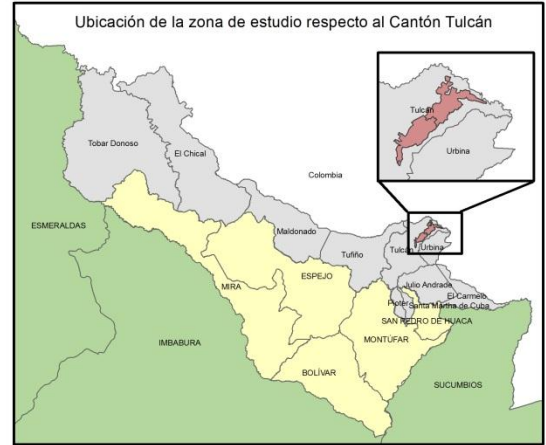 Ubicación de la zona de estudio respecto al Cantón Tulcán
Tulcán
Urbina
Tobar Donoso
El Chical
Colombia
ESMERALDAS
Maldonado
Tufiño
Tulcán
Urbina
MIRA
ESPEJO
Julio Andrade
El Carmelo
Pioter
Santa Martha de Cuba
SAN PEDRO DE HUACA
IMBABURA
MONTÚFAR
BOLÍVAR
SUCUMBIOS